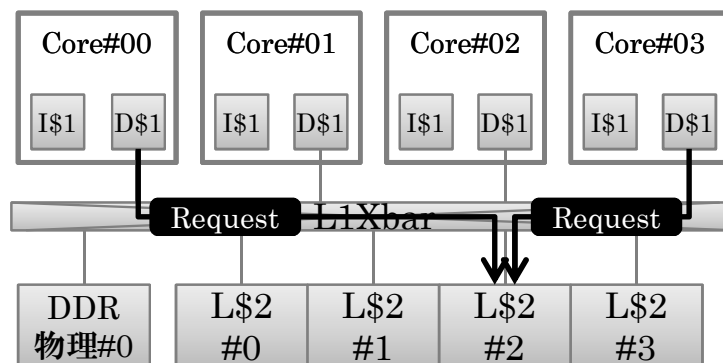 Core#00 Core#01 Core#02 Core#03
I$1 D$1 I$1 D$1 I$1 D$1 I$1 D$1
Request L1Xbar Request
DDR L$2 L$2 L$2 L$2
物理#0 #0 #1 #2 #3